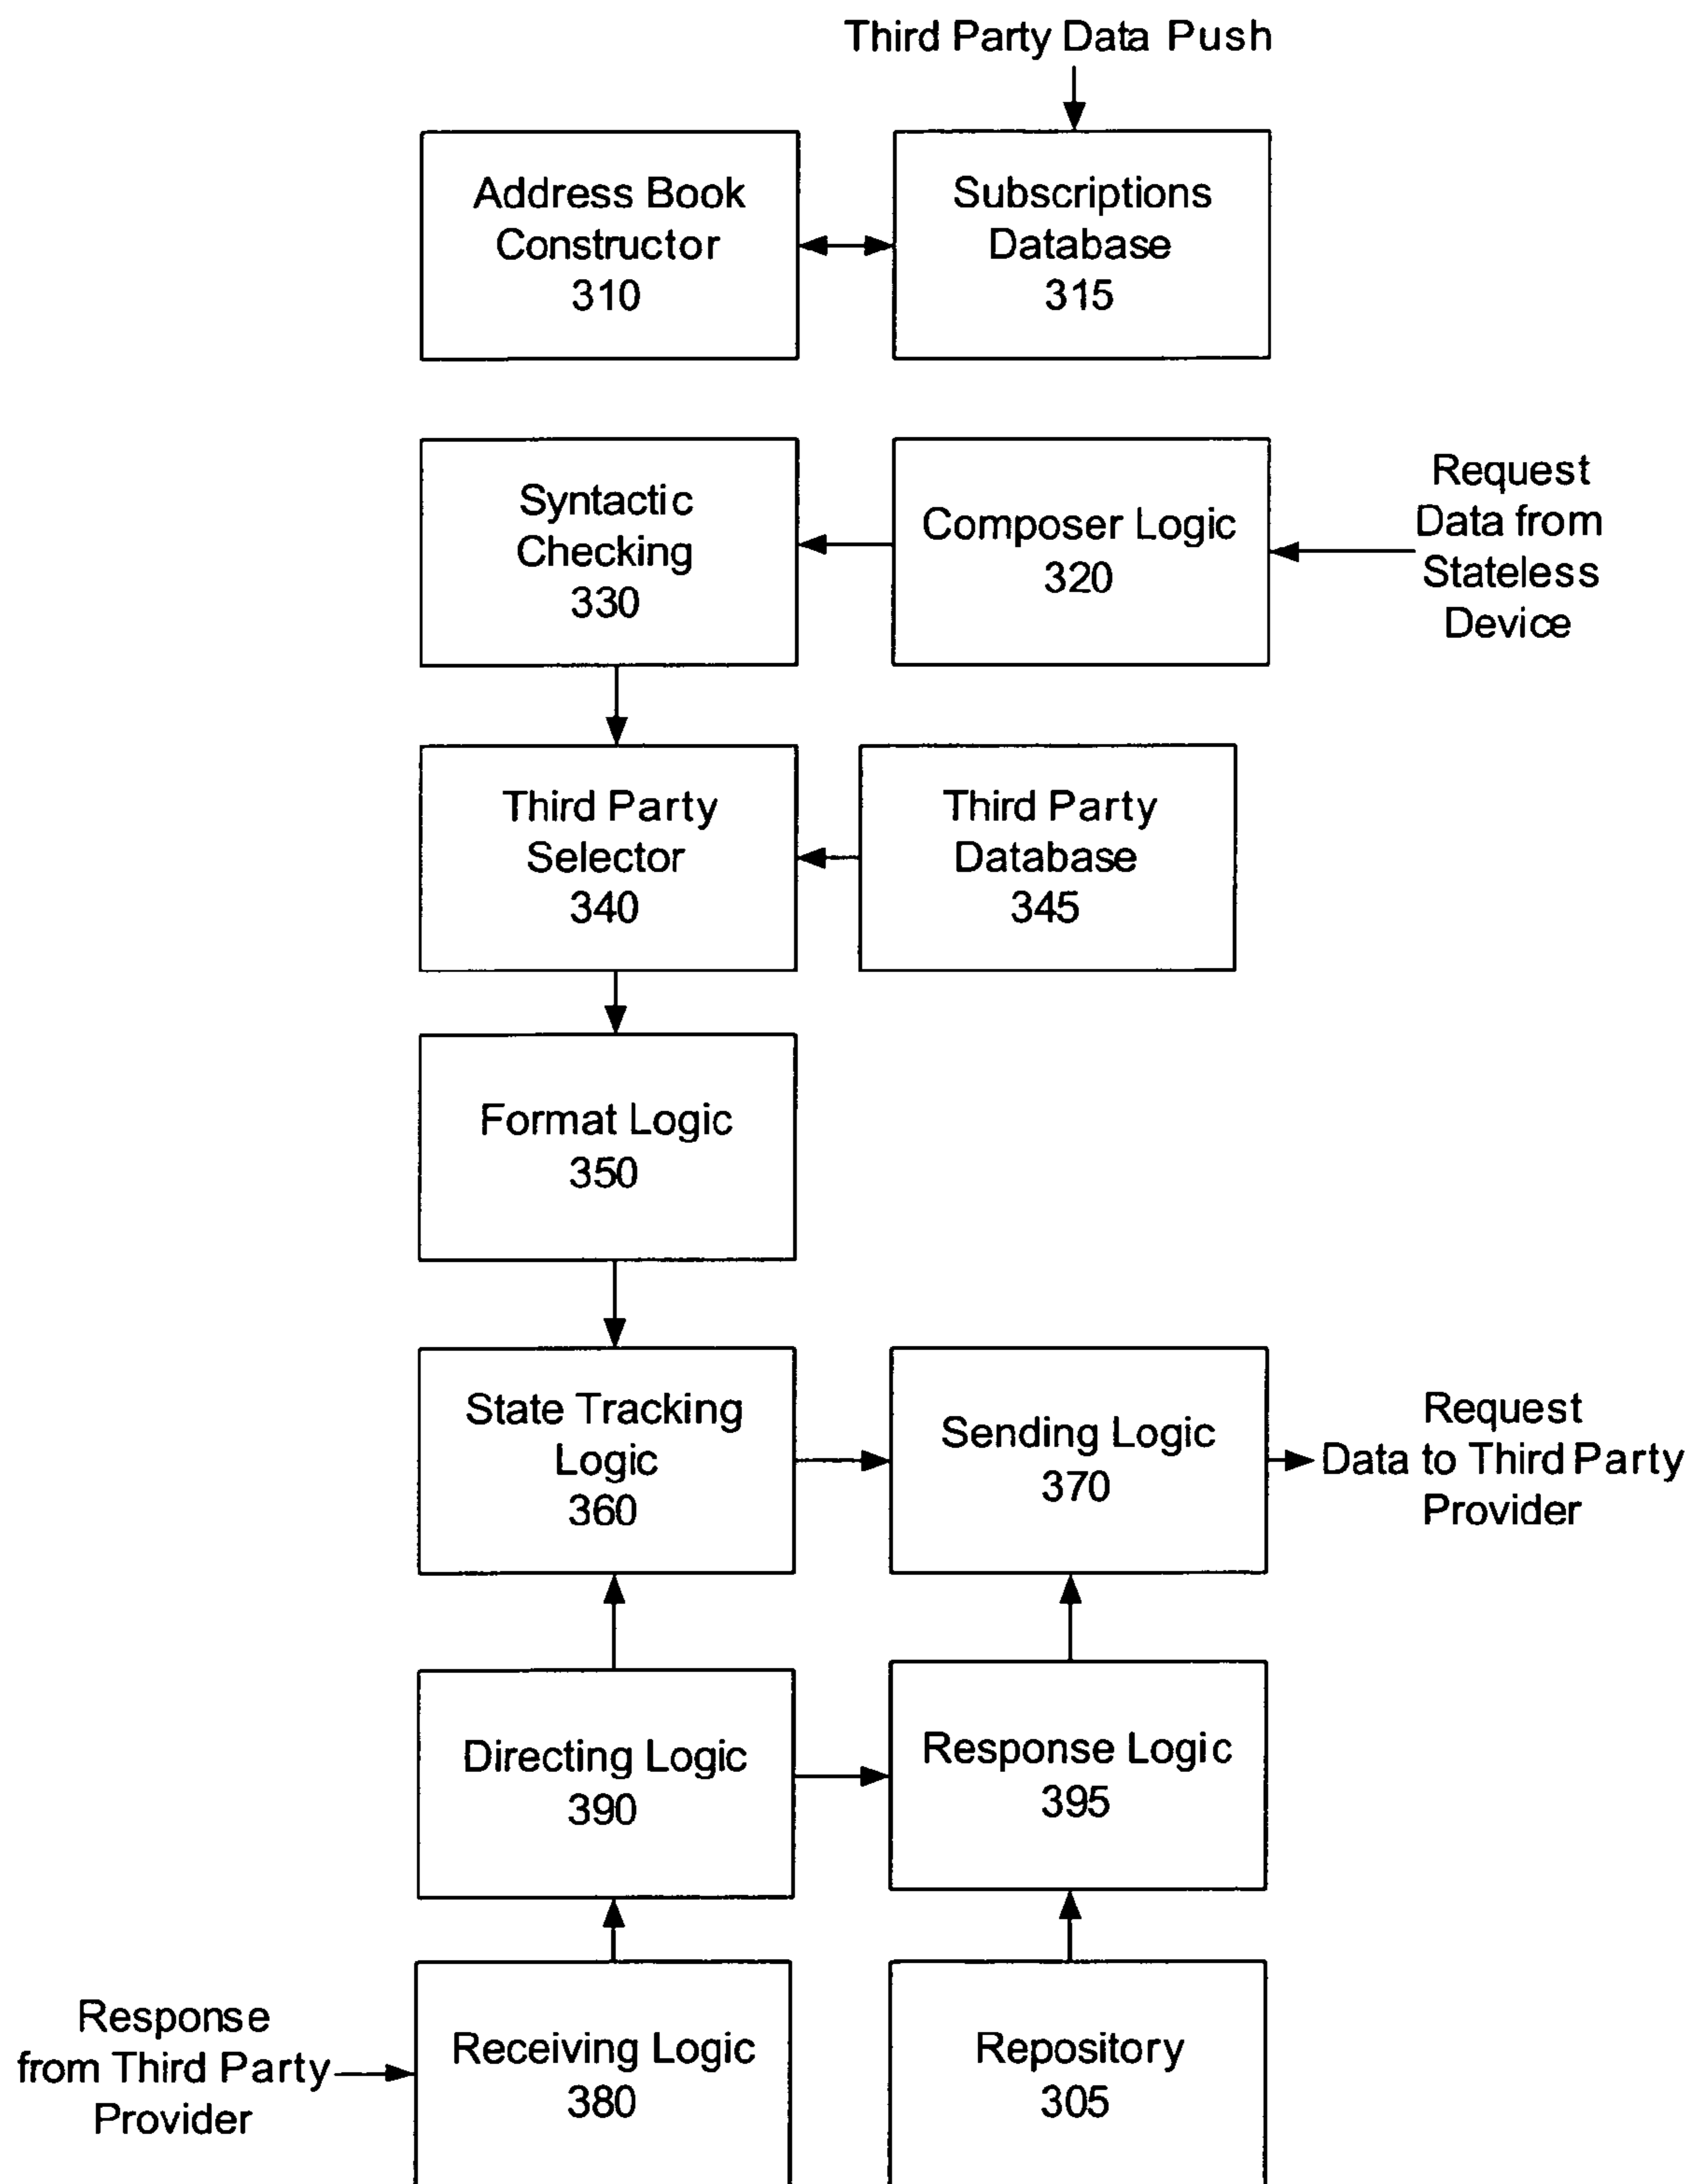 Third Party Data Push
Address Book
Constructor
310
Subscriptions
Database
315
Syntactic
Checking
330
Composer Logic
320
Request
Data from
Stateless
Device
Third Party
Selector
340
Third Party
Database
345
Format Logic
350
State Tracking
Logic
360
Sending Logic
370
Request
Data to Third Party
Provider
Directing Logic
390
Response Logic
395
Response
from Third Party
Provider
Receiving Logic
380
Repository
305